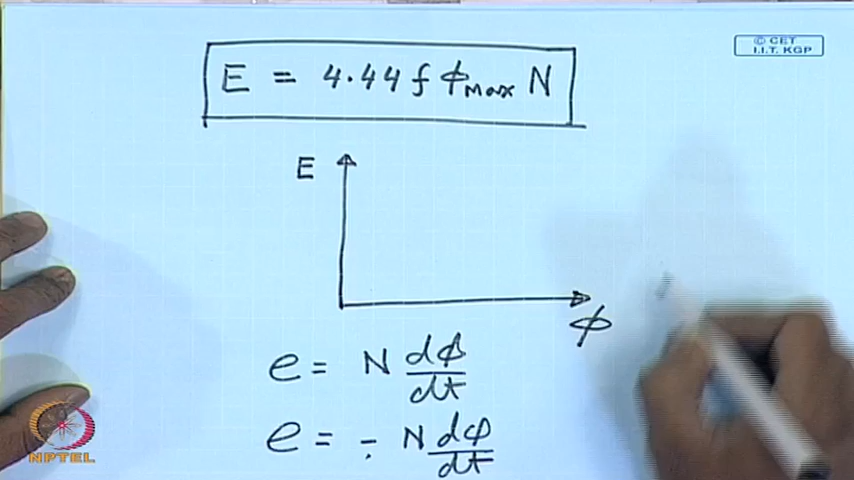 © CET
I.I.T. KGP
E = 4.44 f ϕMax N
E
ϕ
e = N dϕ/dt
e = - N dϕ/dt
NPTEL